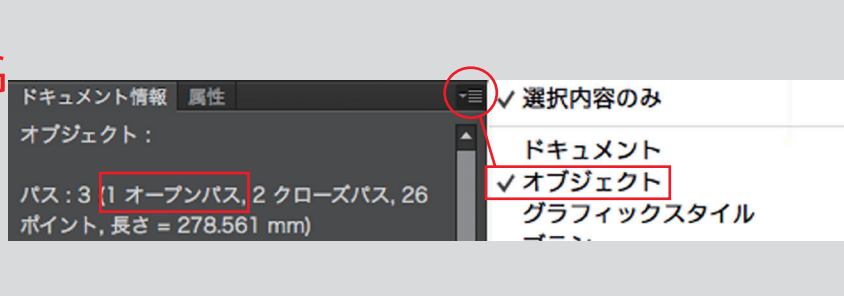 ドキュメント情報 属性
オブジェクト：
パス : 3 (1 オープンパス, 2 クローズパス, 26
ポイント, 長さ = 278.561 mm)
✓ 選択内容のみ
ドキュメント
✓ オブジェクト
グラフィックスタイル